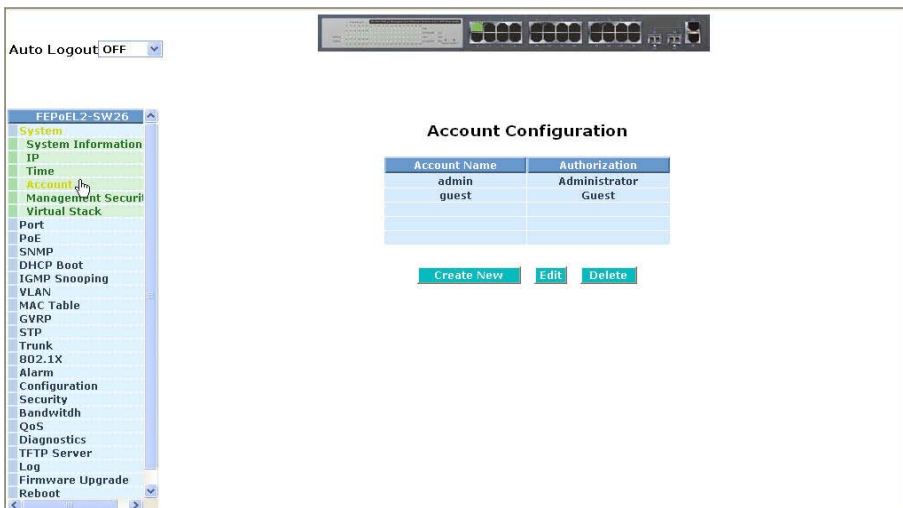 Auto Logout OFF
FEPoEL2-SW26
System
System Information
IP
Time
Account
Management Securit
Virtual Stack
Port
PoE
SNMP
DHCP Boot
IGMP Snooping
VLAN
MAC Table
GVRP
STP
Trunk
802.1X
Alarm
Configuration
Security
Bandwitdh
QoS
Diagnostics
TFTP Server
Log
Firmware Upgrade
Reboot
Account Configuration
Account Name Authorization
admin Administrator
guest Guest
Create New Edit Delete